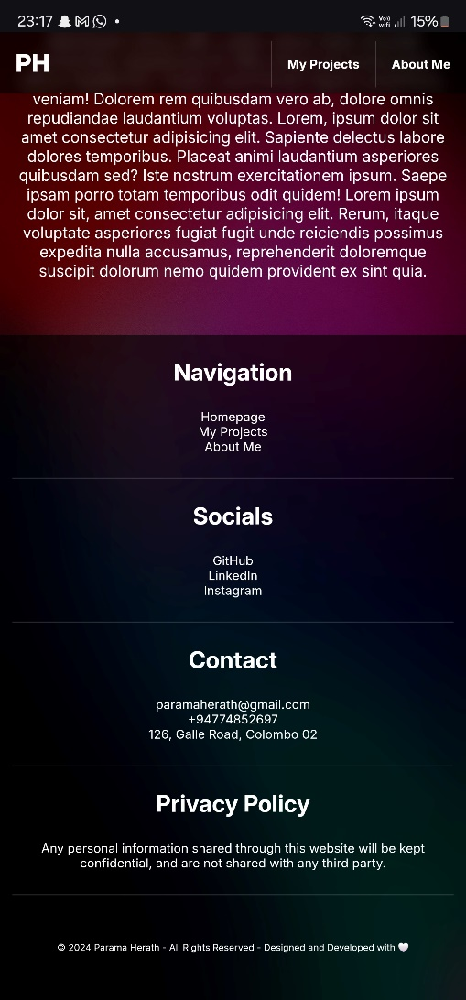 23:17
Vo))
wifi
15%
PH
My Projects
About Me
veniam! Dolorem rem quibusdam vero ab, dolore omnis
repudiandae laudantium voluptas. Lorem, ipsum dolor sit
amet consectetur adipisicing elit. Sapiente delectus labore
dolores temporibus. Placeat animi laudantium asperiores
quibusdam sed? Iste nostrum exercitationem ipsum. Saepe
ipsam porro totam temporibus odit quidem! Lorem ipsum
dolor sit, amet consectetur adipisicing elit. Rerum, itaque
voluptate asperiores fugiat fugit unde reiciendis possimus
expedita nulla accusamus, reprehenderit doloremque
suscipit dolorum nemo quidem provident ex sint quia.
Navigation
Homepage
My Projects
About Me
Socials
GitHub
LinkedIn
Instagram
Contact
paramaherath@gmail.com
+94774852697
126, Galle Road, Colombo 02
Privacy Policy
Any personal information shared through this website will be kept
confidential, and are not shared with any third party.
© 2024 Parama Herath - All Rights Reserved - Designed and Developed with 🤍